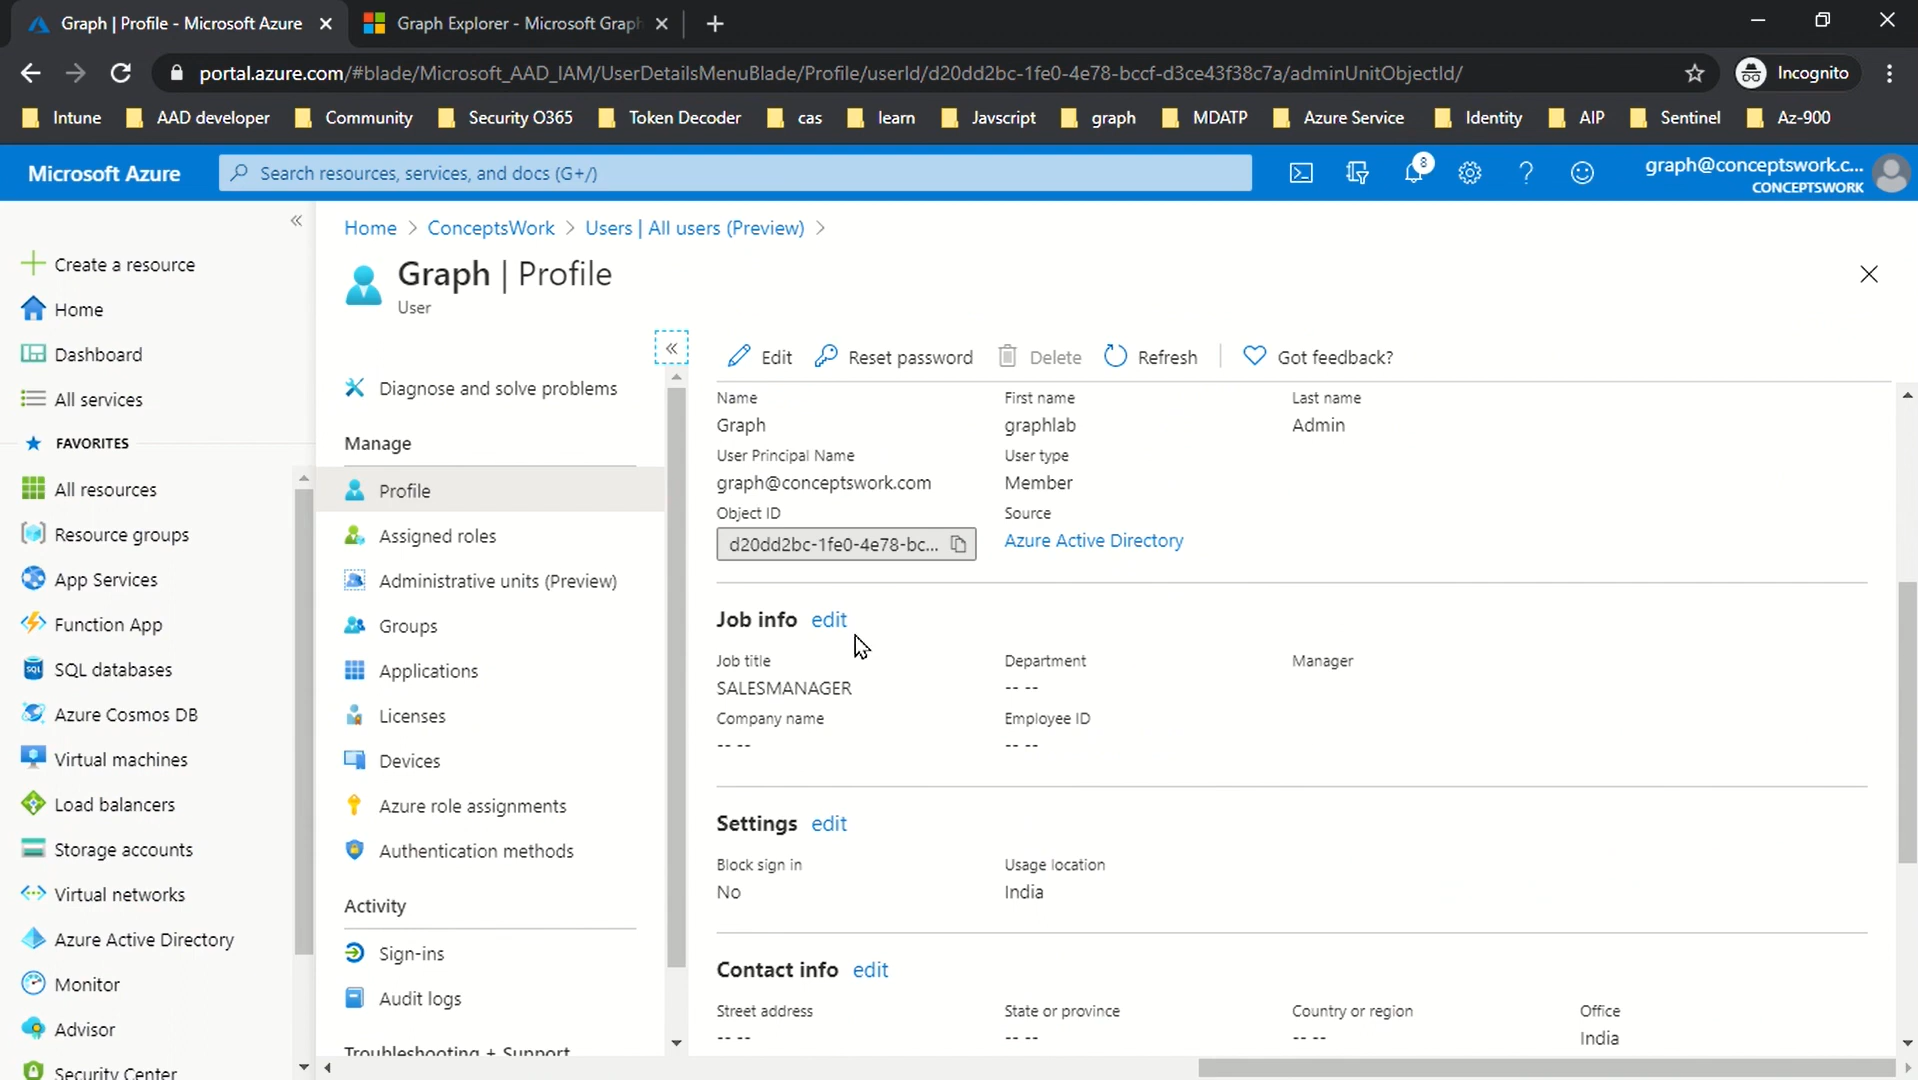 Graph | Profile - Microsoft Azure
Graph Explorer - Microsoft Graph
portal.azure.com/#blade/Microsoft_AAD_IAM/UserDetailsMenuBlade/Profile/userId/d20dd2bc-1fe0-4e78-bccf-d3ce43f38c7a/adminUnitObjectId/
Incognito
Intune AAD developer Community Security O365 Token Decoder cas learn Javscript graph MDATP Azure Service Identity AIP Sentinel Az-900
Microsoft Azure
Search resources, services, and docs (G+/)
8
graph@conceptswork.c...
CONCEPTSWORK
Create a resource
Home
Dashboard
All services
FAVORITES
All resources
Resource groups
App Services
Function App
SQL databases
Azure Cosmos DB
Virtual machines
Load balancers
Storage accounts
Virtual networks
Azure Active Directory
Monitor
Advisor
Security Center
Home > ConceptsWork > Users | All users (Preview) >
Graph | Profile
User
Diagnose and solve problems
Manage
Profile
Assigned roles
Administrative units (Preview)
Groups
Applications
Licenses
Devices
Azure role assignments
Authentication methods
Activity
Sign-ins
Audit logs
Troubleshooting + Support
Edit Reset password Delete Refresh Got feedback?
Name First name Last name
Graph graphlab Admin
User Principal Name User type
graph@conceptswork.com Member
Object ID Source
d20dd2bc-1fe0-4e78-bc... Azure Active Directory
Job info edit
Job title Department Manager
SALESMANAGER -- --
Company name Employee ID
-- -- -- --
Settings edit
Block sign in Usage location
No India
Contact info edit
Street address State or province Country or region Office
-- -- -- -- -- -- India